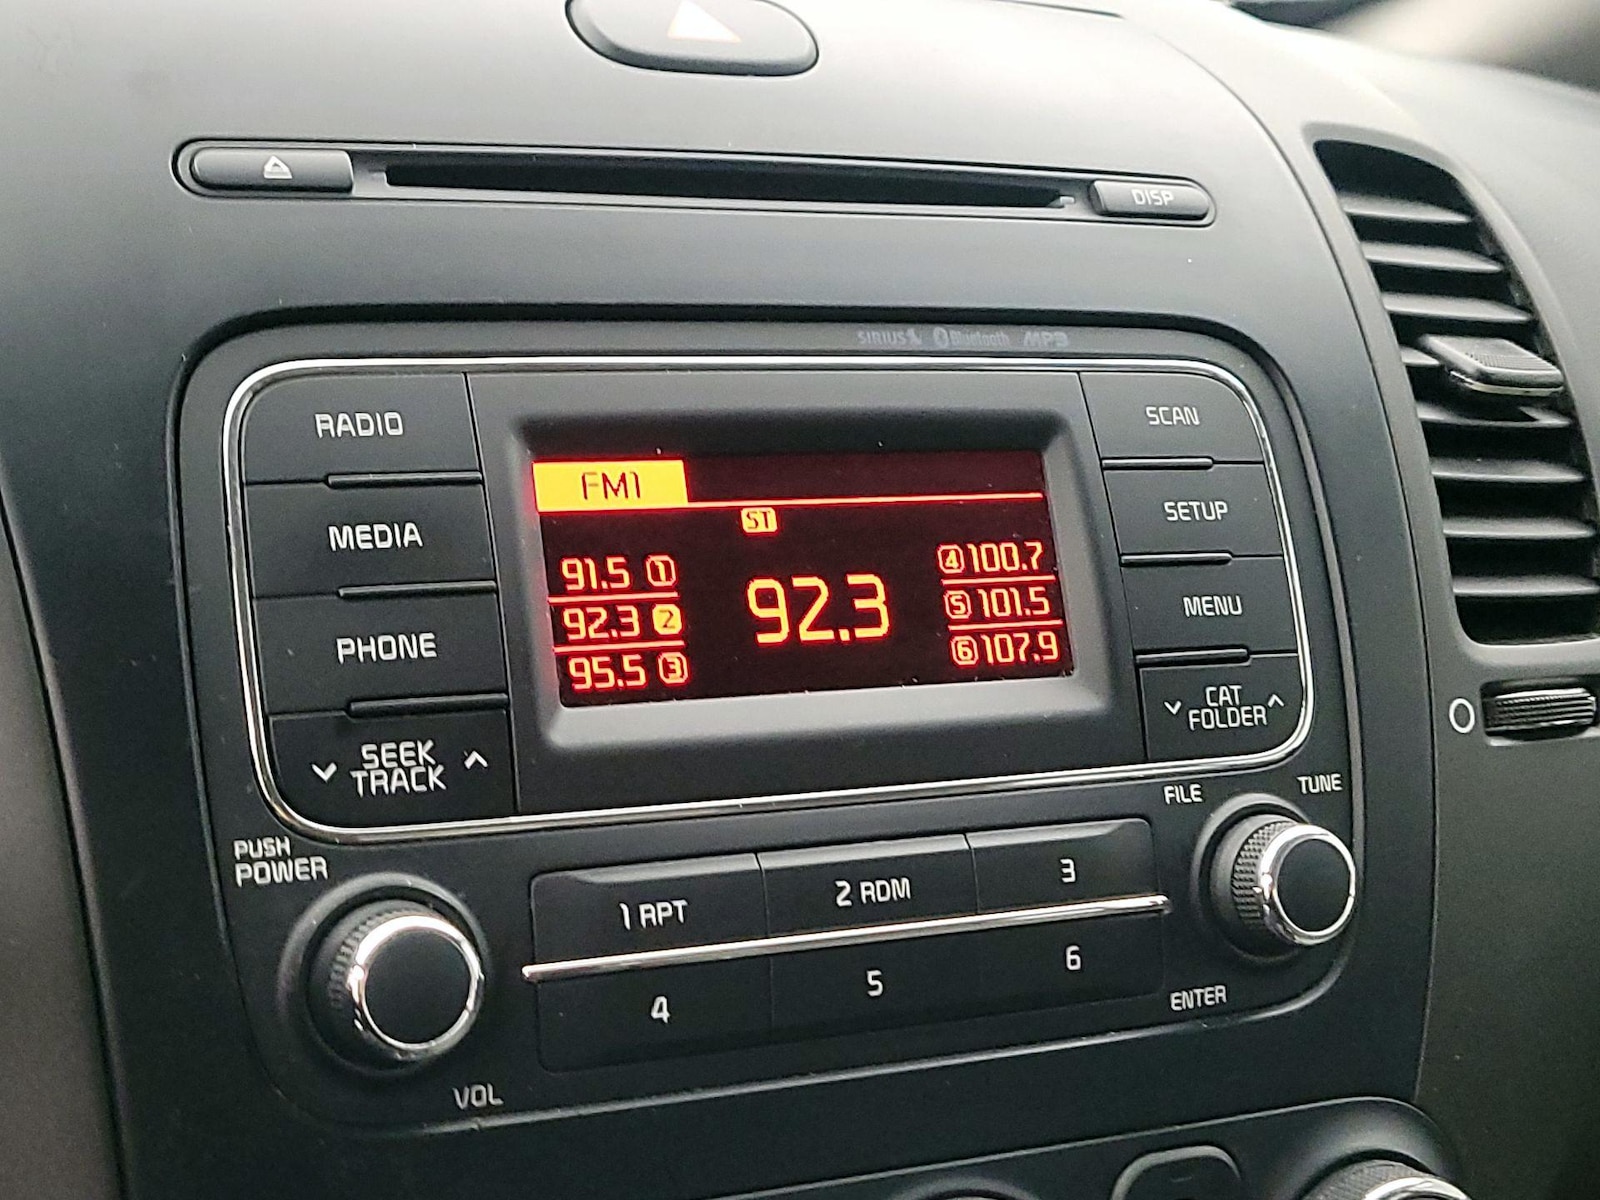 DISP
SIRIUS Bluetooth MP3
RADIO
MEDIA
PHONE
SEEK
TRACK
FM1
ST
91.5 1
92.3 2
95.5 3
92.3
4 100.7
5 101.5
6 107.9
SCAN
SETUP
MENU
CAT
FOLDER
PUSH
POWER
VOL
1 RPT
2 RDM
3
4
5
6
FILE
TUNE
ENTER